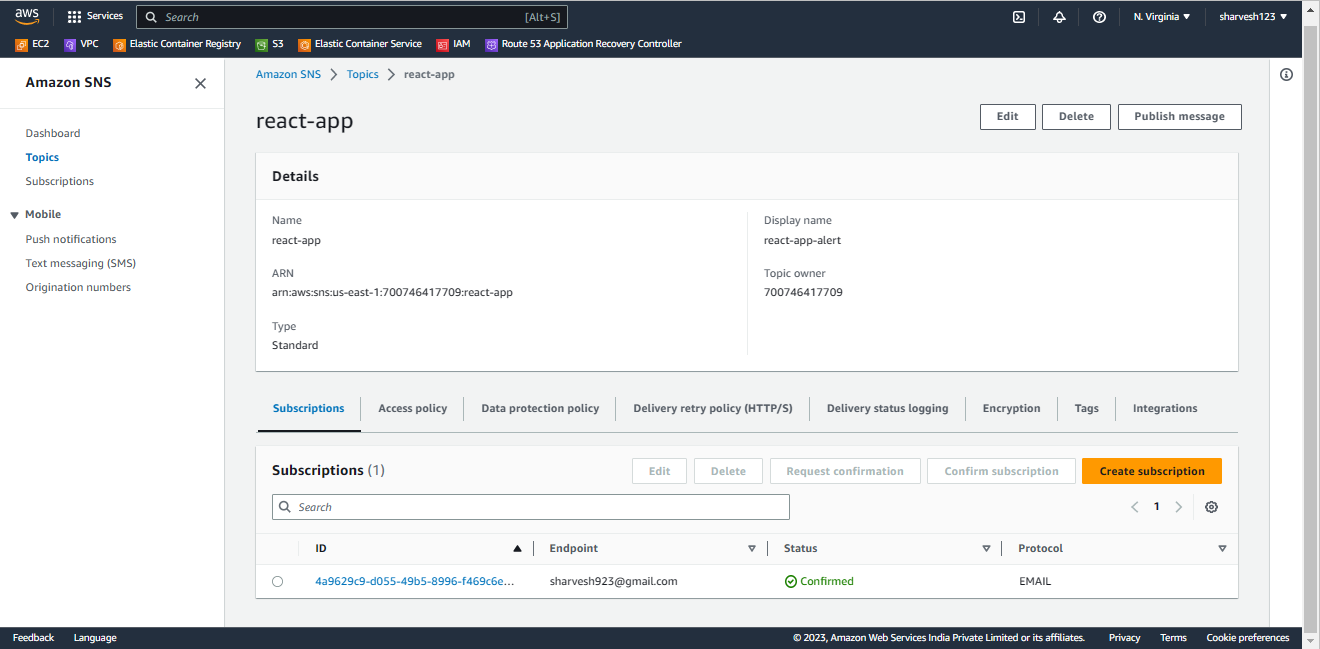 aws Services Search [Alt+S] N. Virginia sharvesh123
EC2 VPC Elastic Container Registry S3 Elastic Container Service IAM Route 53 Application Recovery Controller
Amazon SNS
Dashboard
Topics
Subscriptions
Mobile
Push notifications
Text messaging (SMS)
Origination numbers
Amazon SNS Topics react-app
react-app
Edit Delete Publish message
Details
Name
react-app
ARN
arn:aws:sns:us-east-1:700746417709:react-app
Type
Standard
Display name
react-app-alert
Topic owner
700746417709
Subscriptions Access policy Data protection policy Delivery retry policy (HTTP/S) Delivery status logging Encryption Tags Integrations
Subscriptions (1)
Edit Delete Request confirmation Confirm subscription Create subscription
Search
1
ID Endpoint Status Protocol
4a9629c9-d055-49b5-8996-f469c6e... sharvesh923@gmail.com Confirmed EMAIL
Feedback Language © 2023, Amazon Web Services India Private Limited or its affiliates. Privacy Terms Cookie preferences